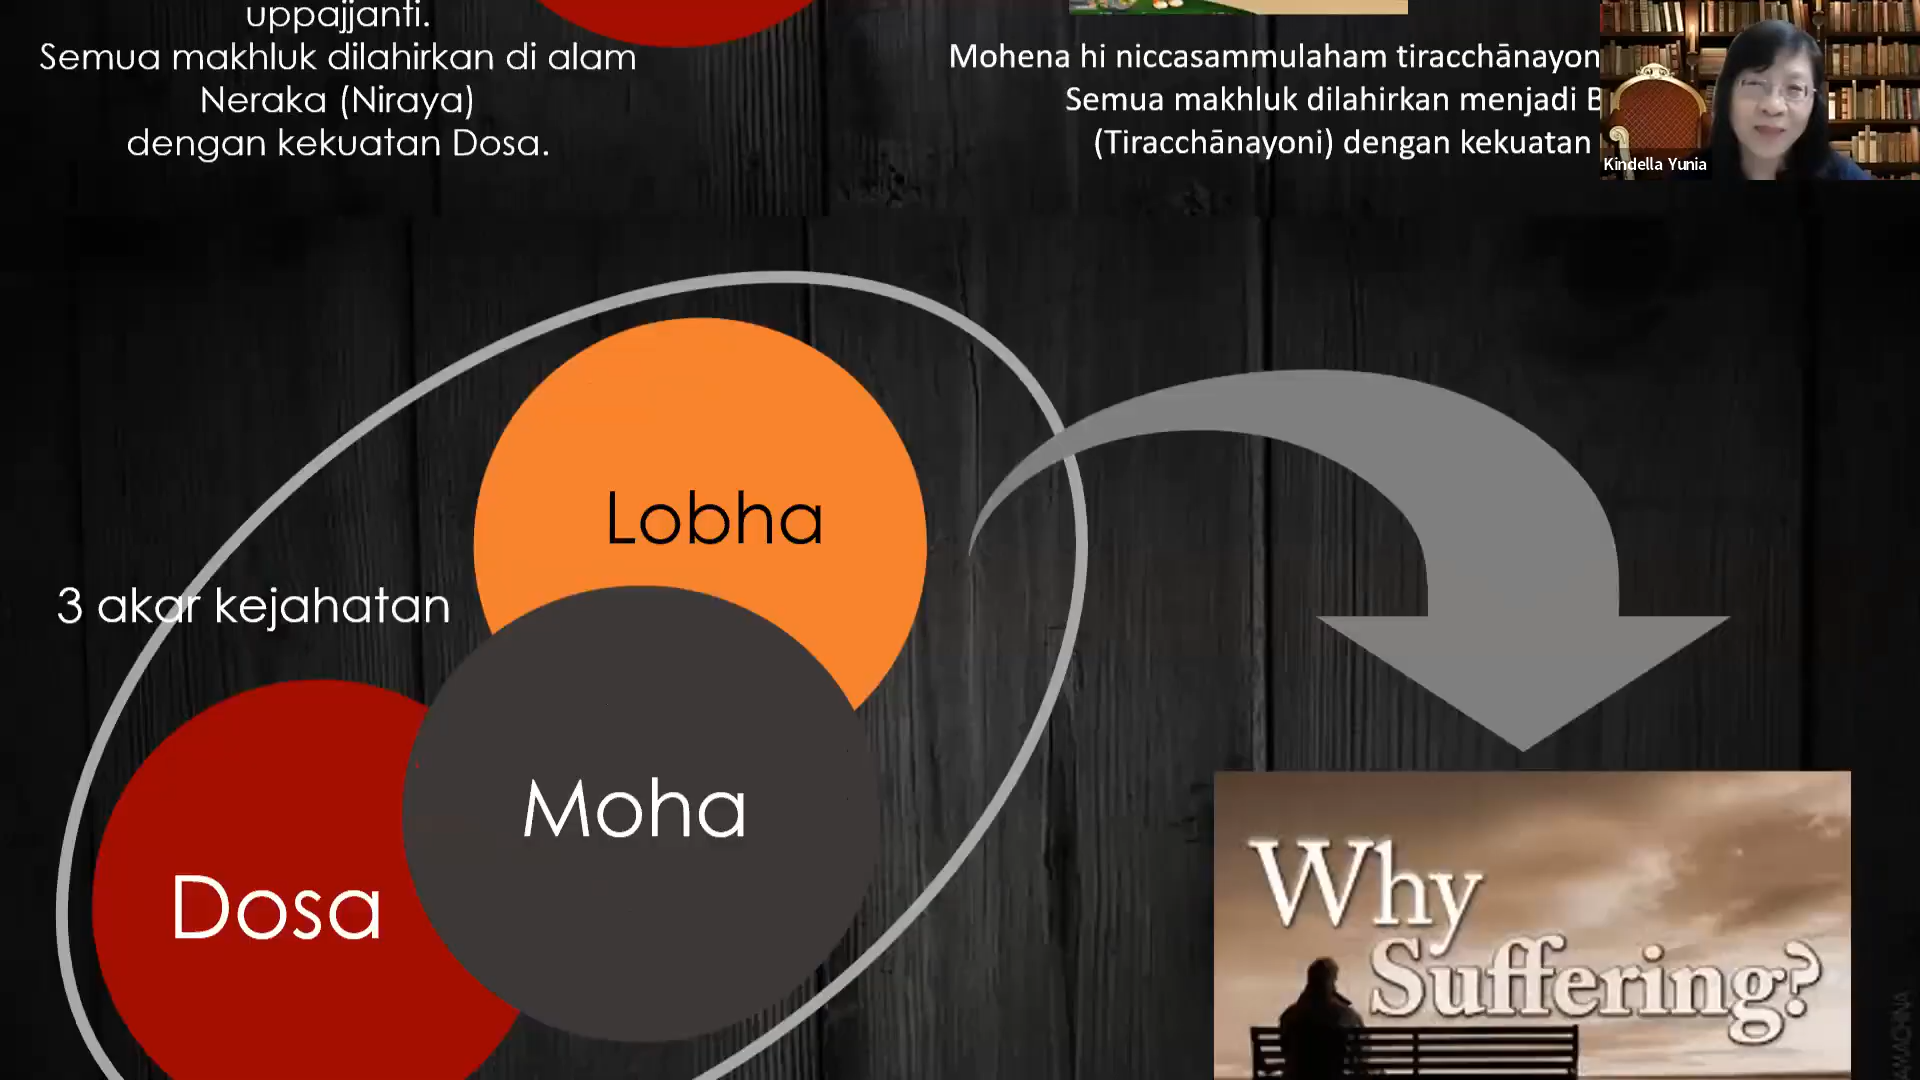 uppajjanti.
Semua makhluk dilahirkan di alam
Neraka (Niraya)
dengan kekuatan Dosa.
Mohena hi niccasammulaham tiracchānayon
Semua makhluk dilahirkan menjadi B
(Tiracchānayoni) dengan kekuatan
Kindella Yunia
3 akar kejahatan
Lobha
Moha
Dosa
Why
Suffering?